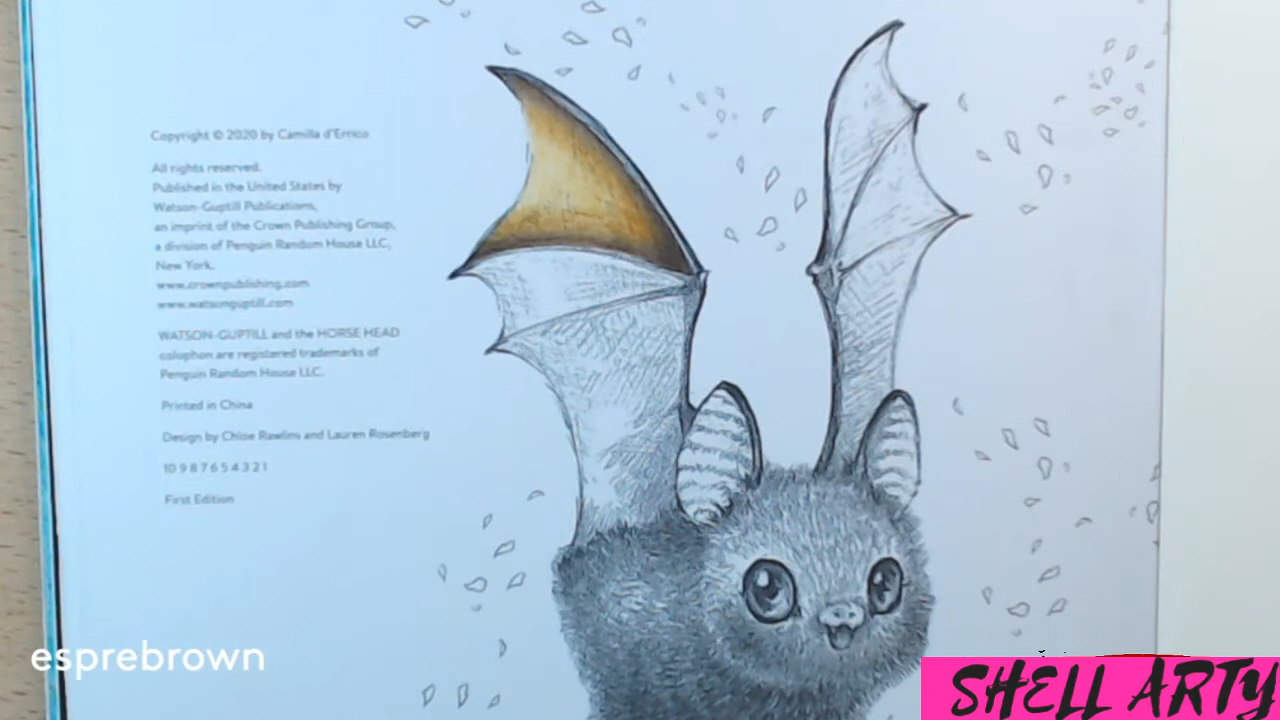 Copyright © 2020 by Camilla d'Errico
All rights reserved.
Published in the United States by
Watson-Guptill Publications,
an imprint of the Crown Publishing Group,
a division of Penguin Random House LLC,
New York.
www.crownpublishing.com
www.watsonguptill.com
WATSON-GUPTILL and the HORSE HEAD
colophon are registered trademarks of
Penguin Random House LLC.
Printed in China
Design by Chloe Rawlins and Lauren Rosenberg
10 9 8 7 6 5 4 3 2 1
First Edition
esprebrown
SHELL ARTY